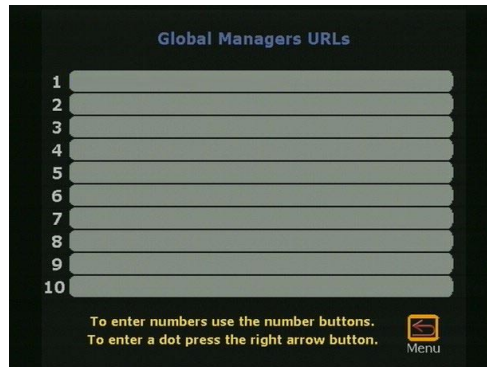 Global Managers URLs
1
2
3
4
5
6
7
8
9
10
To enter numbers use the number buttons.
To enter a dot press the right arrow button.
Menu